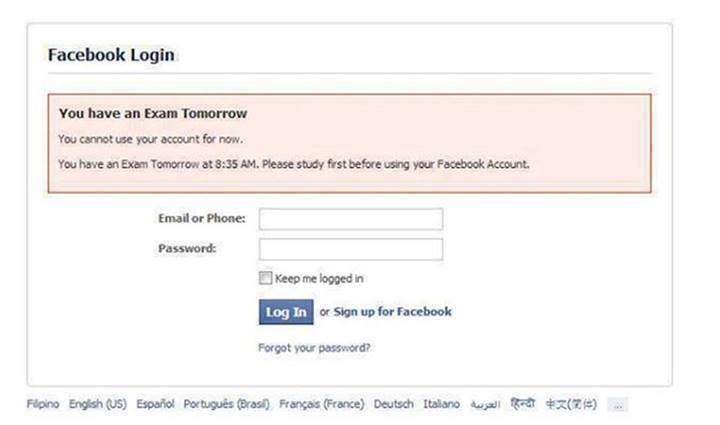 Facebook Login
You have an Exam Tomorrow
You cannot use your account for now.
You have an Exam Tomorrow at 8:35 AM. Please study first before using your Facebook Account.
Email or Phone:
Password:
Keep me logged in
Log In or Sign up for Facebook
Forgot your password?
Filipino English (US) Español Português (Brasil) Français (France) Deutsch Italiano العربية हिन्दी 中文(简体) ...